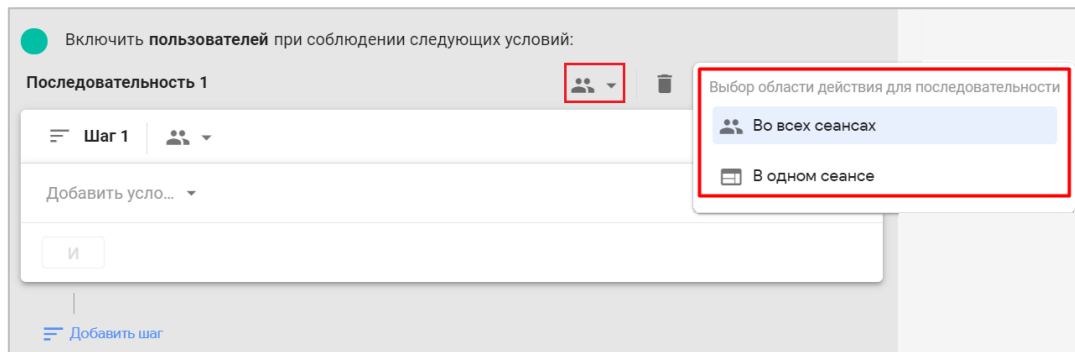 Включить пользователей при соблюдении следующих условий:
Последовательность 1
Выбор области действия для последовательности
Во всех сеансах
В одном сеансе
Шаг 1
Добавить усло...
И
Добавить шаг